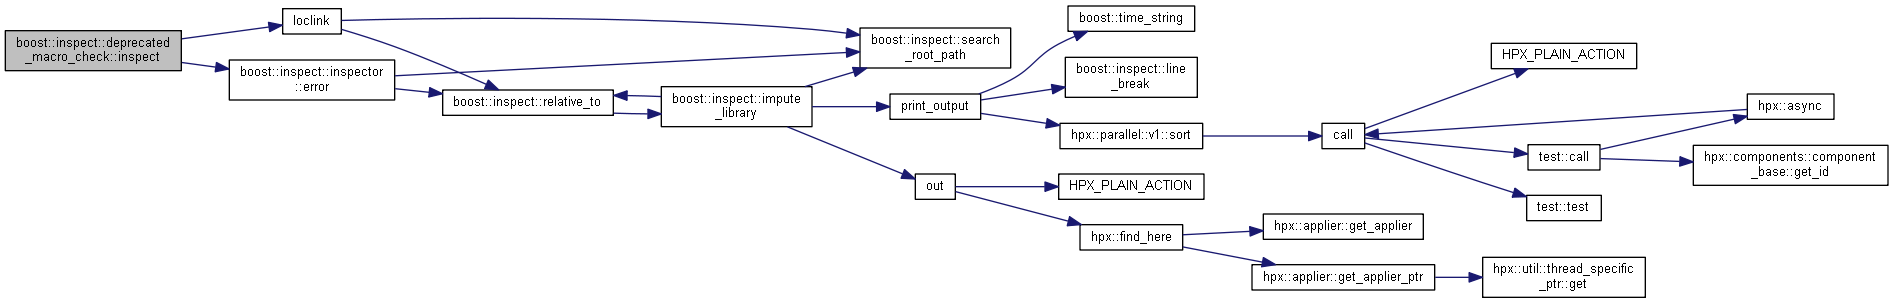 boost::inspect::deprecated
_macro_check::inspect
loclink
boost::inspect::inspector
::error
boost::inspect::search
_root_path
boost::inspect::relative_to
boost::inspect::impute
_library
print_output
boost::time_string
boost::inspect::line
_break
hpx::parallel::v1::sort
out
HPX_PLAIN_ACTION
hpx::find_here
hpx::applier::get_applier
hpx::applier::get_applier_ptr
hpx::util::thread_specific
_ptr::get
call
HPX_PLAIN_ACTION
test::call
test::test
hpx::async
hpx::components::component
_base::get_id